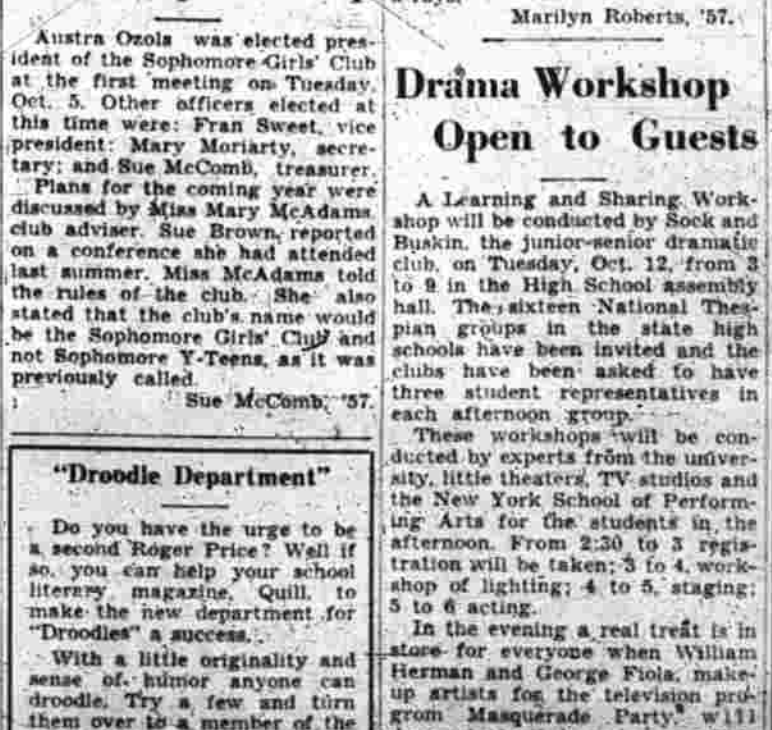 Austra Ozols was elected pres-
ident of the Sophomore Girls' Club
at the first meeting on Tuesday,
Oct. 5. Other officers elected at
this time were: Fran Sweet, vice
president; Mary Moriarty, secre-
tary; and Sue McComb, treasurer.
Plans for the coming year were
discussed by Miss Mary McAdams,
club adviser. Sue Brown, reported
on a conference she had attended
last summer. Miss McAdams told
the rules of the club. She also
stated that the club's name would
be the Sophomore Girls' Club and
not Sophomore Y-Teens, as it was
previously called.
Sue McComb, '57.
"Droodle Department"
Do you have the urge to be
a second Roger Price? Well if
so, you can help your school
literary magazine, Quill, to
make the new department for
"Droodles" a success.
With a little originality and
sense of humor anyone can
droodle. Try a few and turn
them over to a member of the
Marilyn Roberts, '57.
Drama Workshop
Open to Guests
A Learning and Sharing Work-
shop will be conducted by Sock and
Buskin, the junior-senior dramatic
club, on Tuesday, Oct. 12, from 3
to 9 in the High School assembly
hall. The sixteen National Thes-
pian groups in the state high
schools have been invited and the
clubs have been asked to have
three student representatives in
each afternoon group.
These workshops will be con-
ducted by experts from the univer-
sity, little theaters, TV studios and
the New York School of Perform-
ing Arts for the students in the
afternoon. From 2:30 to 3 regis-
tration will be taken; 3 to 4, work-
shop of lighting; 4 to 5, staging;
5 to 6 acting.
In the evening a real treat is in
store for everyone when William
Herman and George Fiola, make-
up artists for the television pro-
grom Masquerade Party," will